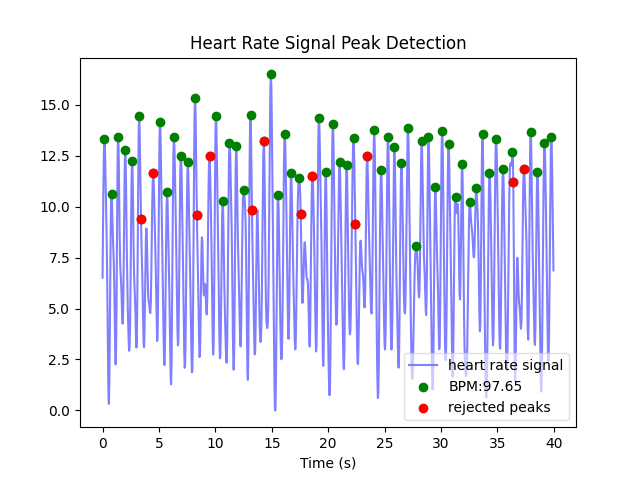 Heart Rate Signal Peak Detection
15.0
12.5
10.0
7.5
5.0
2.5
0.0
heart rate signal
BPM:97.65
rejected peaks
0 5 10 15 20 25 30 35 40
Time (s)